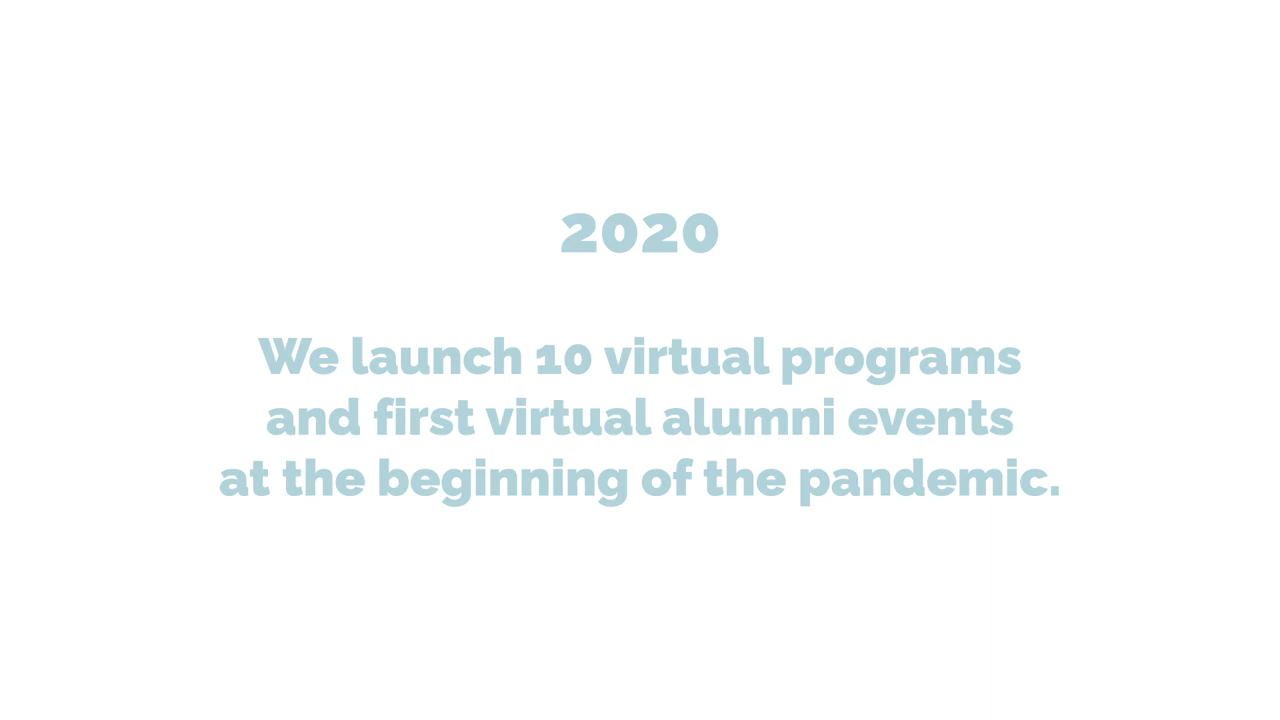 2020
We launch 10 virtual programs
and first virtual alumni events
at the beginning of the pandemic.